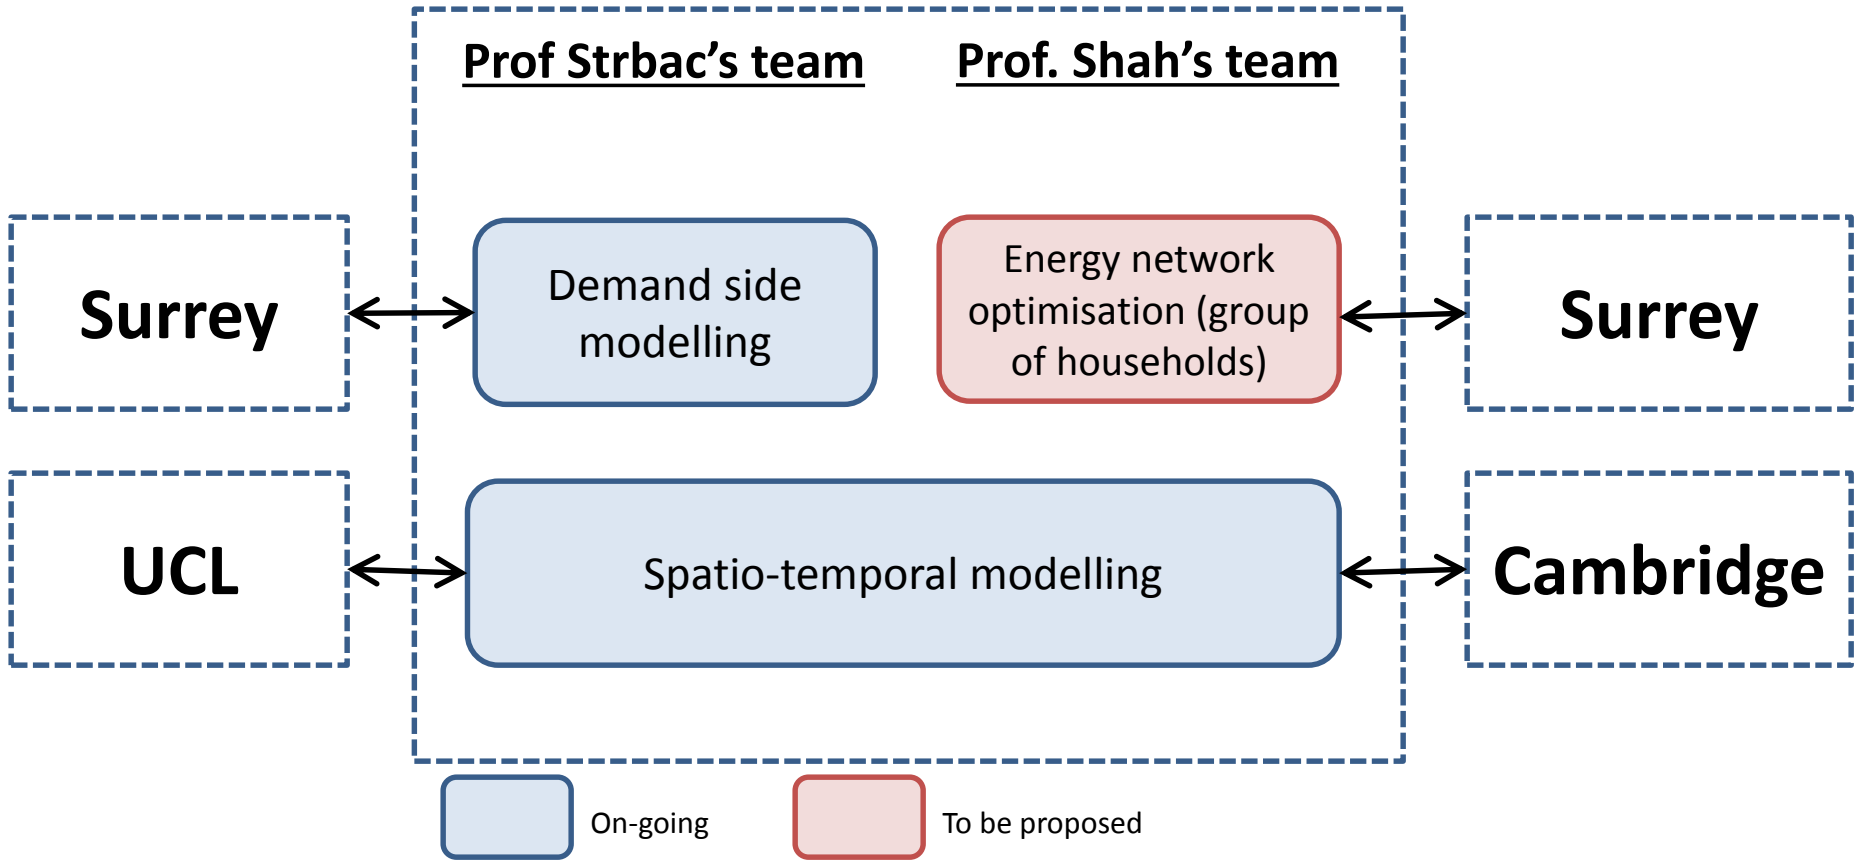 Prof Strbac's team
Prof. Shah's team
Surrey
Demand side
modelling
Energy network
optimisation (group
of households)
Surrey
UCL
Spatio-temporal modelling
Cambridge
On-going
To be proposed